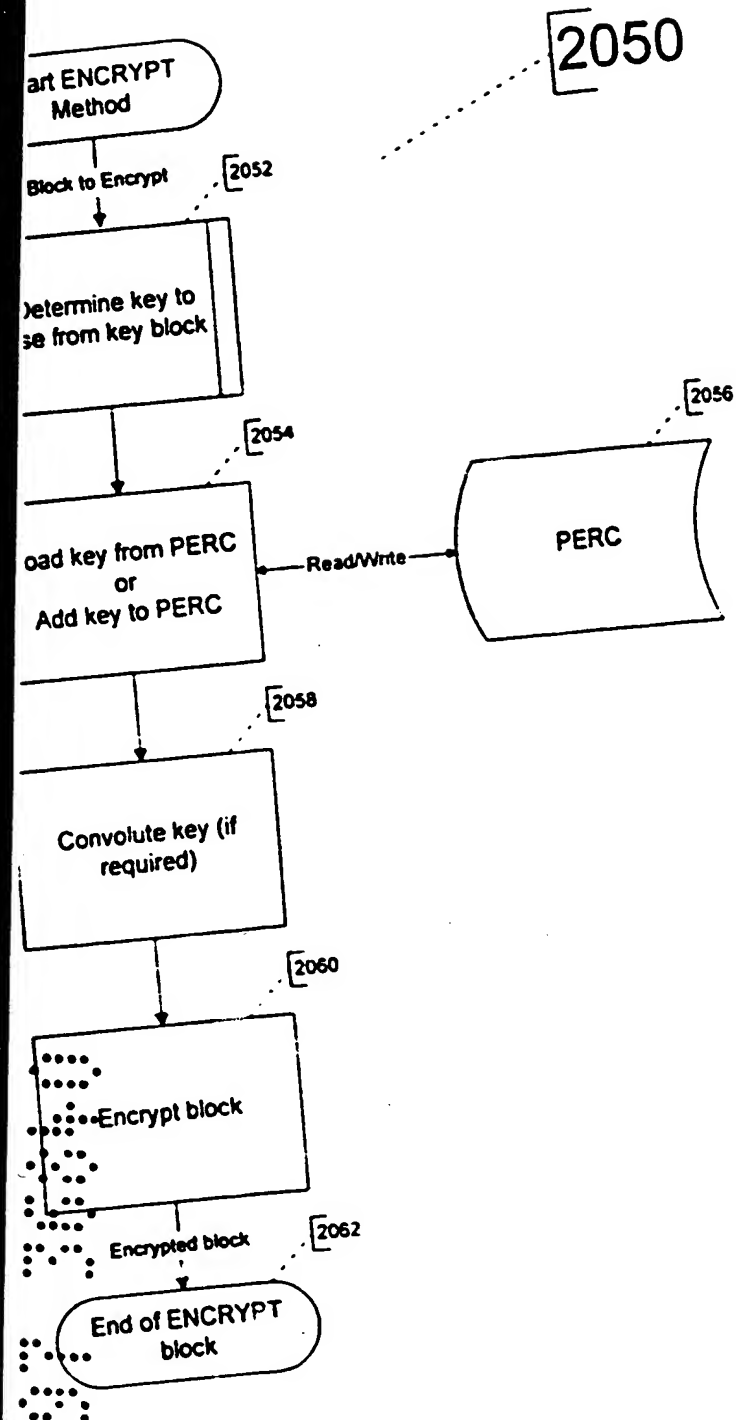 2050
art ENCRYPT
Method
Block to Encrypt
2052
Determine key to
se from key block
2054
2056
oad key from PERC
or
Add key to PERC
Read/Write
PERC
2058
Convolute key (if
required)
2060
Encrypt block
Encrypted block
2062
End of ENCRYPT
block